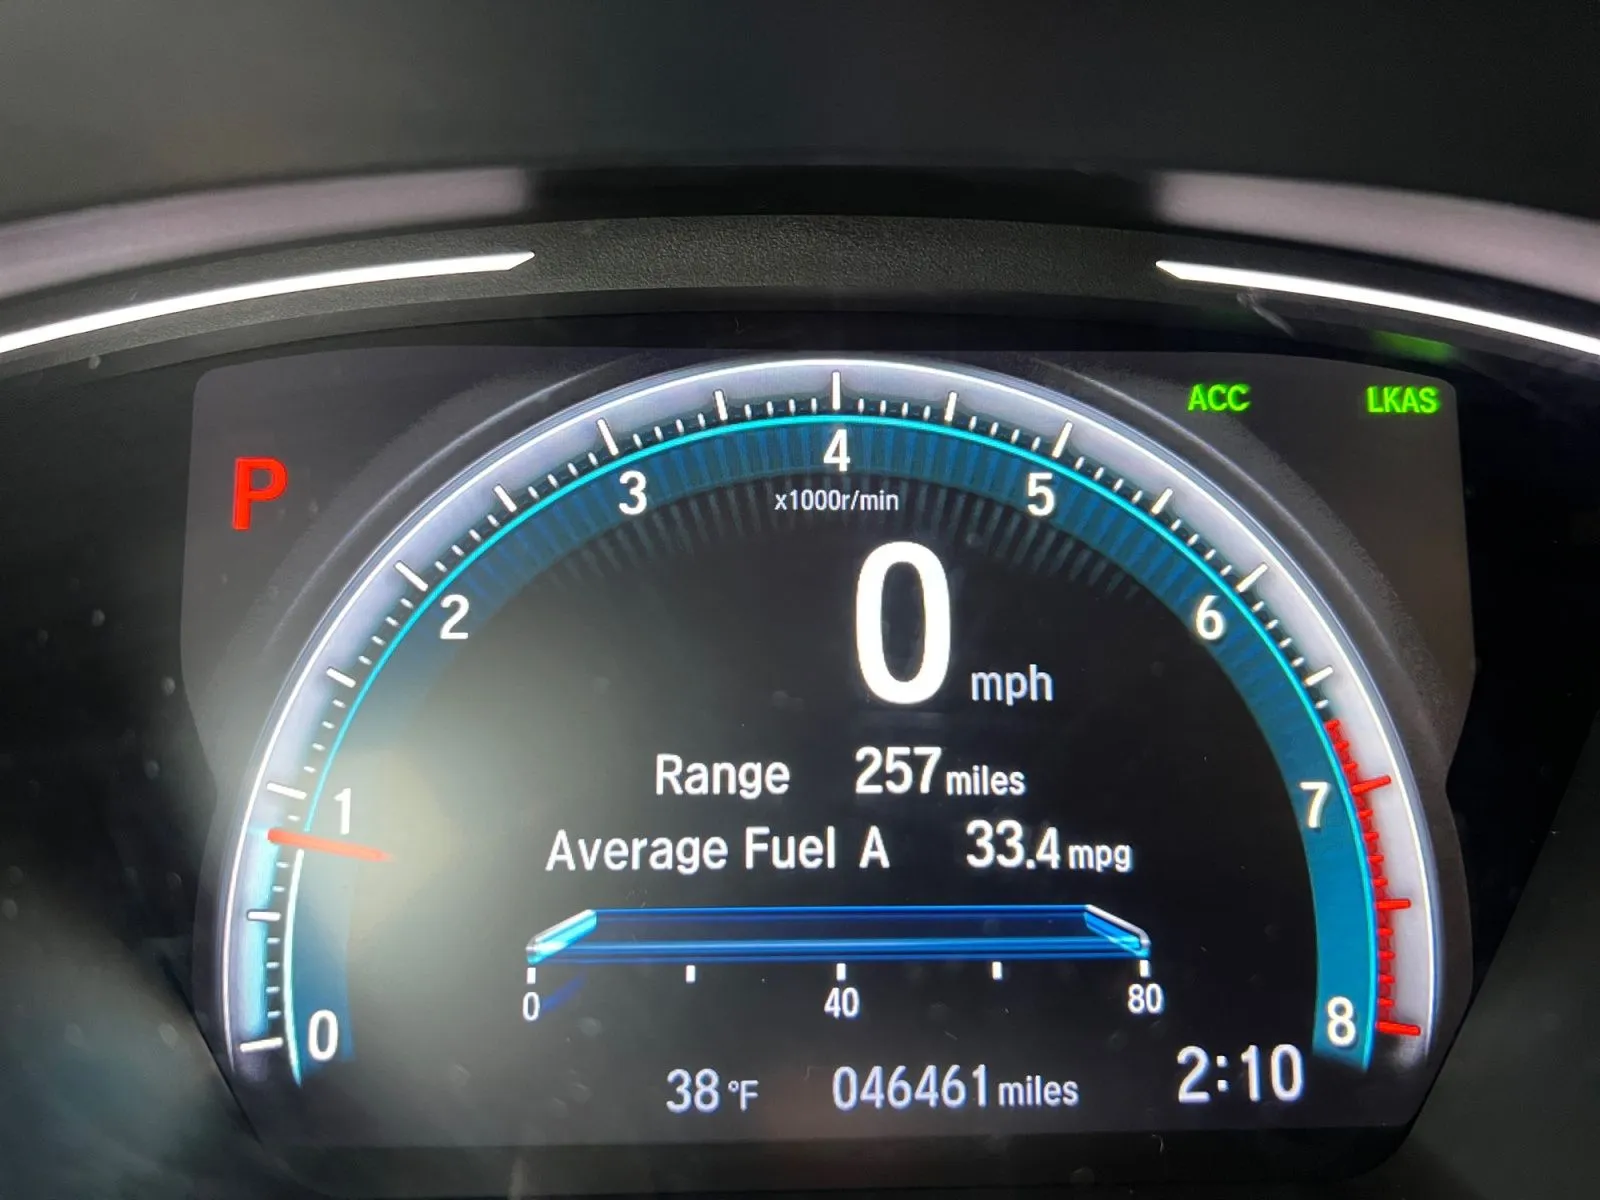 ACC LKAS
P
0 1 2 3 4 5 6 7 8
x1000r/min
0 mph
Range 257 miles
Average Fuel A 33.4 mpg
0 40 80
38 °F 046461 miles 2:10